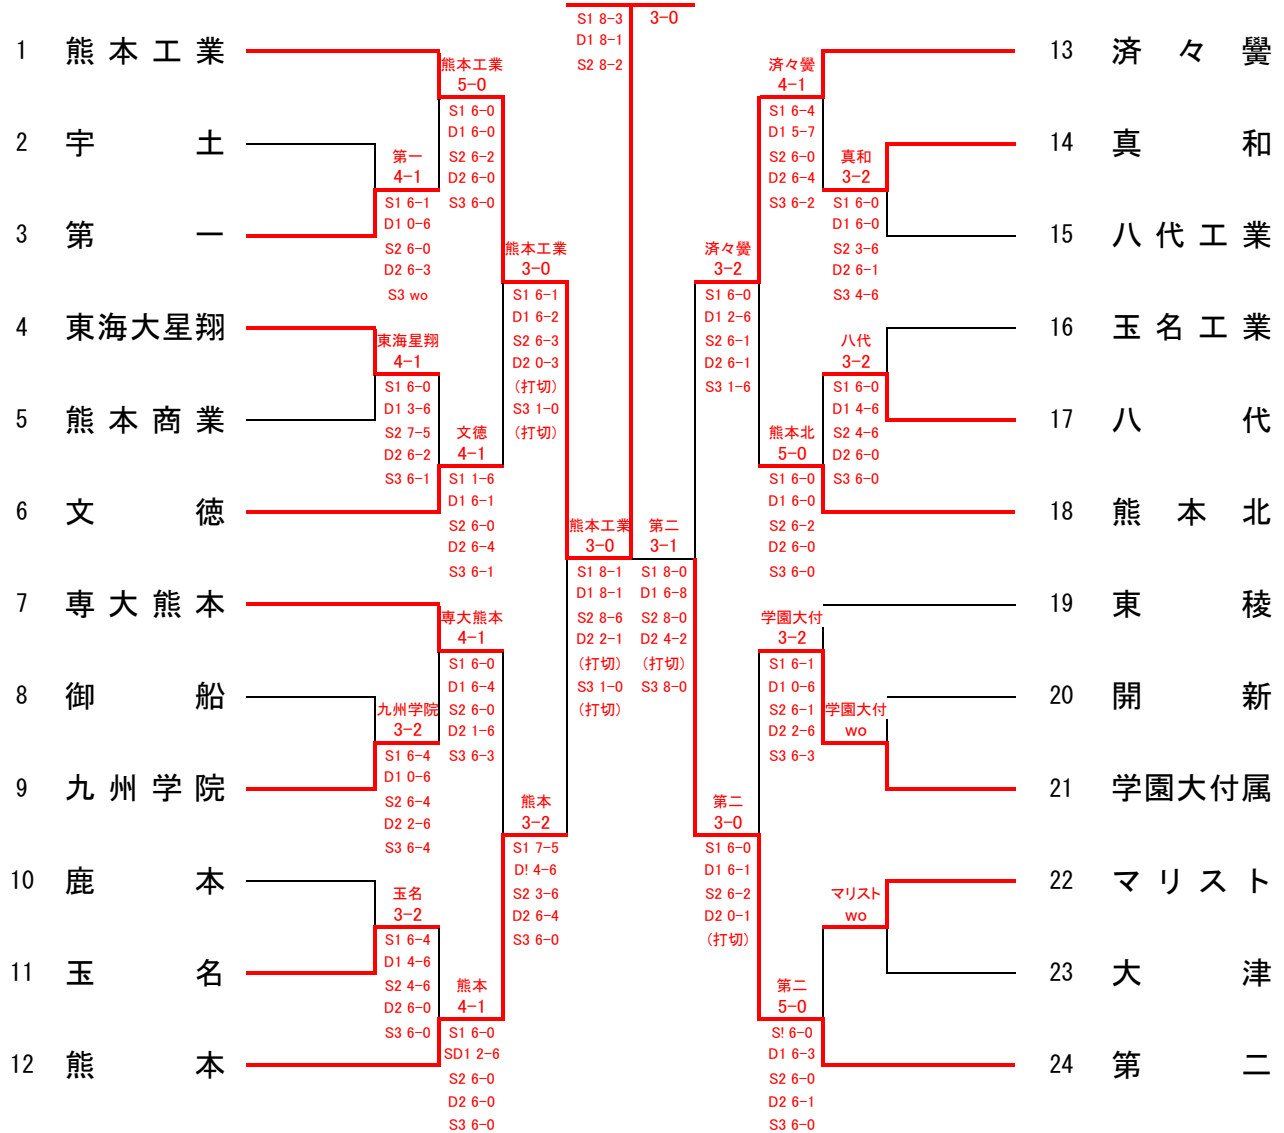 S1 8-3
D1 8-1
S2 8-2
3-0
1 熊本工業
2 宇土
3 第一
4 東海大星翔
5 熊本商業
6 文徳
7 専大熊本
8 御船
9 九州学院
10 鹿本
11 玉名
12 熊本
第一
4-1
S1 6-1
D1 0-6
S2 6-0
D2 6-3
S3 wo
東海星翔
4-1
S1 6-0
D1 3-6
S2 7-5
D2 6-2
S3 6-1
九州学院
3-2
S1 6-4
D1 0-6
S2 6-4
D2 2-6
S3 6-4
玉名
3-2
S1 6-4
D1 4-6
S2 4-6
D2 6-0
S3 6-0
熊本工業
5-0
S1 6-0
D1 6-0
S2 6-2
D2 6-0
S3 6-0
文徳
4-1
S1 1-6
D1 6-1
S2 6-0
D2 6-4
S3 6-1
専大熊本
4-1
S1 6-0
D1 6-4
S2 6-0
D2 1-6
S3 6-3
熊本
4-1
S1 6-0
SD1 2-6
S2 6-0
D2 6-0
S3 6-0
熊本工業
3-0
S1 6-1
D1 6-2
S2 6-3
D2 0-3
(打切)
S3 1-0
(打切)
熊本
3-2
S1 7-5
D! 4-6
S2 3-6
D2 6-4
S3 6-0
熊本工業
3-0
S1 8-1
D1 8-1
S2 8-6
D2 2-1
(打切)
S3 1-0
(打切)
第二
3-1
S1 8-0
D1 6-8
S2 8-0
D2 4-2
(打切)
S3 8-0
済々黌
3-2
S1 6-0
D1 2-6
S2 6-1
D2 6-1
S3 1-6
第二
3-0
S1 6-0
D1 6-1
S2 6-2
D2 0-1
(打切)
済々黌
4-1
S1 6-4
D1 5-7
S2 6-0
D2 6-4
S3 6-2
熊本北
5-0
S1 6-0
D1 6-0
S2 6-2
D2 6-0
S3 6-0
学園大付
3-2
S1 6-1
D1 0-6
S2 6-1
D2 2-6
S3 6-3
第二
5-0
S! 6-0
D1 6-3
S2 6-0
D2 6-1
S3 6-0
真和
3-2
S1 6-0
D1 6-0
S2 3-6
D2 6-1
S3 4-6
八代
3-2
S1 6-0
D1 4-6
S2 4-6
D2 6-0
S3 6-0
学園大付
wo
マリスト
wo
13 済々黌
14 真和
15 八代工業
16 玉名工業
17 八代
18 熊本北
19 東稜
20 開新
21 学園大付属
22 マリスト
23 大津
24 第二